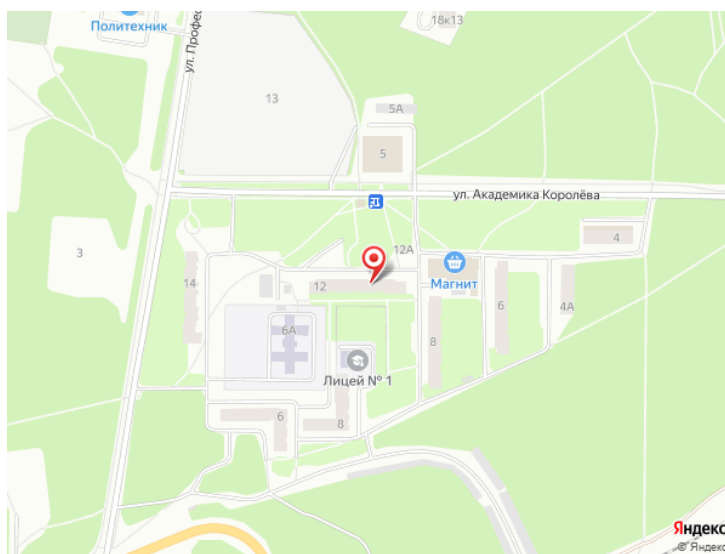 18к13
Политехник
ул. Профес
13
5А
5
ул. Академика Королёва
4
12А
3
14
12
Магнит
6
4А
6А
8
Лицей № 1
6
8
Яндекс
© Яндекс